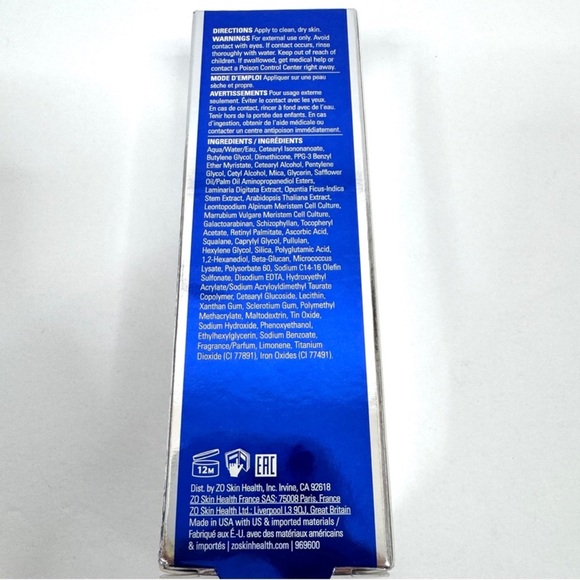 DIRECTIONS Apply to clean, dry skin.
WARNINGS For external use only. Avoid
contact with eyes. If contact occurs, rinse
thoroughly with water. Keep out of reach of
children. If swallowed, get medical help or
contact a Poison Control Center right away.
MODE D'EMPLOI Appliquer sur une peau
sèche et propre.
AVERTISSEMENTS Pour usage externe
seulement. Éviter le contact avec les yeux.
En cas de contact, rincer à fond avec de l'eau.
Tenir hors de la portée des enfants. En cas
d'ingestion, obtenir de l'aide médicale ou
contacter un centre antipoison immédiatement.
INGREDIENTS / INGRÉDIENTS
Aqua/Water/Eau, Cetearyl Isononanoate,
Butylene Glycol, Dimethicone, PPG-3 Benzyl
Ether Myristate, Cetearyl Alcohol, Pentylene
Glycol, Cetyl Alcohol, Mica, Glycerin, Safflower
Oil/Palm Oil Aminopropanediol Esters,
Laminaria Digitata Extract, Opuntia Ficus-Indica
Stem Extract, Arabidopsis Thaliana Extract,
Leontopodium Alpinum Meristem Cell Culture,
Marrubium Vulgare Meristem Cell Culture,
Galactoarabinan, Schizophyllan, Tocopheryl
Acetate, Retinyl Palmitate, Ascorbic Acid,
Squalane, Caprylyl Glycol, Pullulan,
Hexylene Glycol, Silica, Polyglutamic Acid,
1,2-Hexanediol, Beta-Glucan, Micrococcus
Lysate, Polysorbate 60, Sodium C14-16 Olefin
Sulfonate, Disodium EDTA, Hydroxyethyl
Acrylate/Sodium Acryloyldimethyl Taurate
Copolymer, Cetearyl Glucoside, Lecithin,
Xanthan Gum, Sclerotium Gum, Polymethyl
Methacrylate, Maltodextrin, Tin Oxide,
Sodium Hydroxide, Phenoxyethanol,
Ethylhexylglycerin, Sodium Benzoate,
Fragrance/Parfum, Limonene, Titanium
Dioxide (CI 77891), Iron Oxides (CI 77491).
12M EAC
Dist. by ZO Skin Health, Inc. Irvine, CA 92618
ZO Skin Health France SAS: 75008 Paris, France
ZO Skin Health Ltd.: Liverpool L3 9QJ, Great Britain
Made in USA with US & imported materials /
Fabriqué aux É.-U. avec des matériaux américains
& importés | zoskinhealth.com | 969600